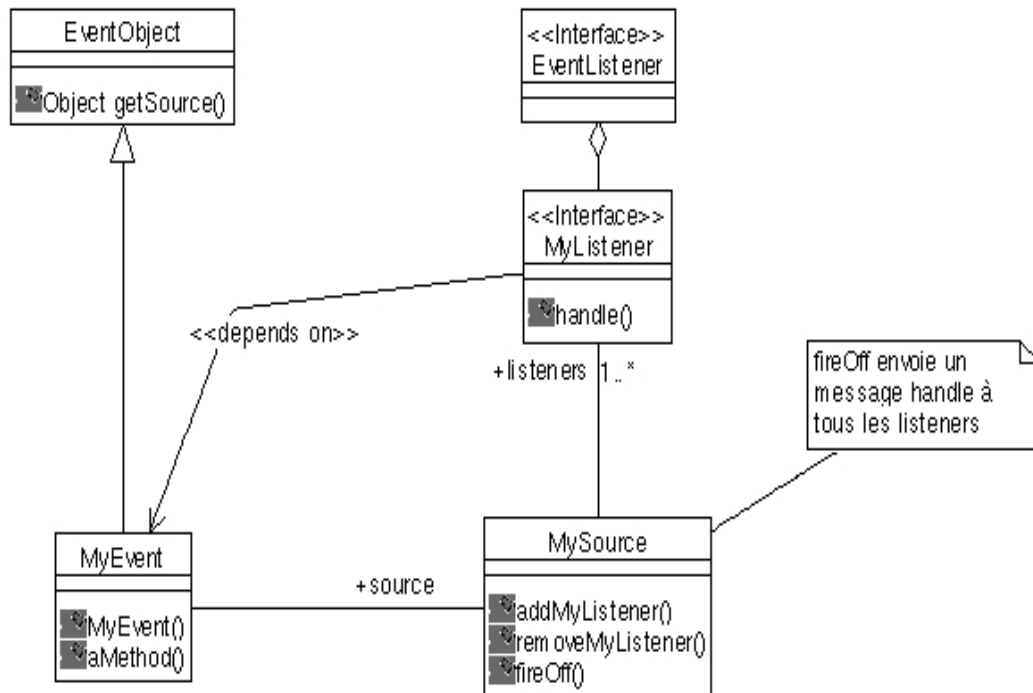 EventObject
Object getSource()
<<Interface>>
EventListener
<<Interface>>
MyListener
handle()
<<depends on>>
+listeners 1..*
fireOff envoie un
message handle à
tous les listeners
MyEvent
MyEvent()
aMethod()
+source
MySource
addMyListener()
removeMyListener()
fireOff()